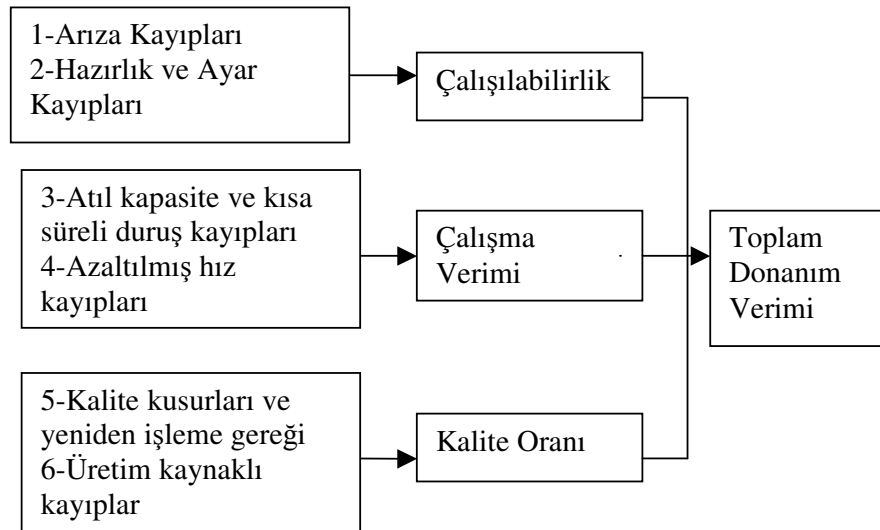 1-Arıza Kayıpları
2-Hazırlık ve Ayar
Kayıpları
Çalışılabilirlik
3-Atıl kapasite ve kısa
süreli duruş kayıpları
4-Azaltılmış hız
kayıpları
Çalışma
Verimi
Toplam
Donanım
Verimi
5-Kalite kusurları ve
yeniden işleme gereği
6-Üretim kaynaklı
kayıplar
Kalite Oranı